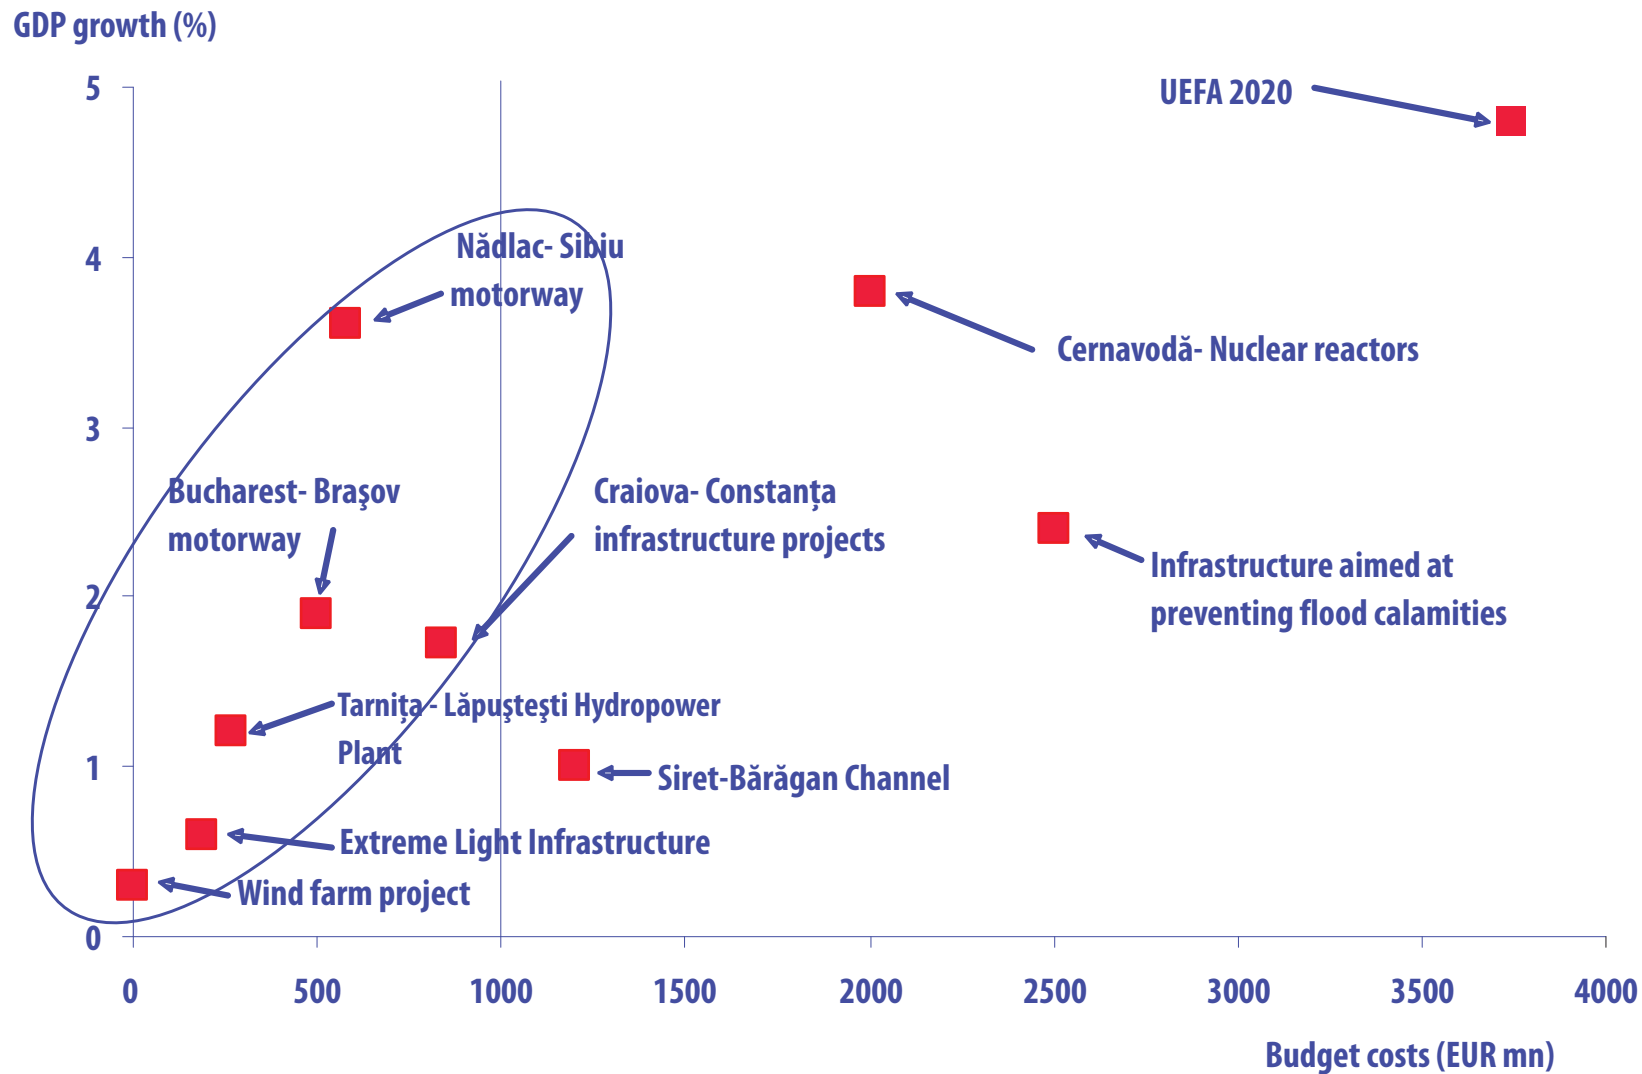 GDP growth (%)
5
UEFA 2020
4
Nădlac- Sibiu
motorway
Cernavodă- Nuclear reactors
3
Bucharest- Braşov
motorway
Craiova- Constanţa
infrastructure projects
Infrastructure aimed at
preventing flood calamities
2
Tarniţa - Lăpuşteşti Hydropower
Plant
1
Siret-Bărăgan Channel
Extreme Light Infrastructure
Wind farm project
0
0 500 1000 1500 2000 2500 3000 3500 4000
Budget costs (EUR mn)